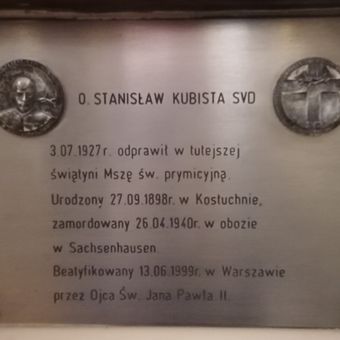 O. STANISŁAW KUBISTA SVD
3.07.1927r. odprawił w tutejszej
świątyni Mszę św. prymicyjną.
Urodzony 27.09.1898r. w Kostuchnie,
zamordowany 26.04.1940r. w obozie
w Sachsenhausen.
Beatyfikowany 13.06.1999r. w Warszawie
przez Ojca Św. Jana Pawła II.